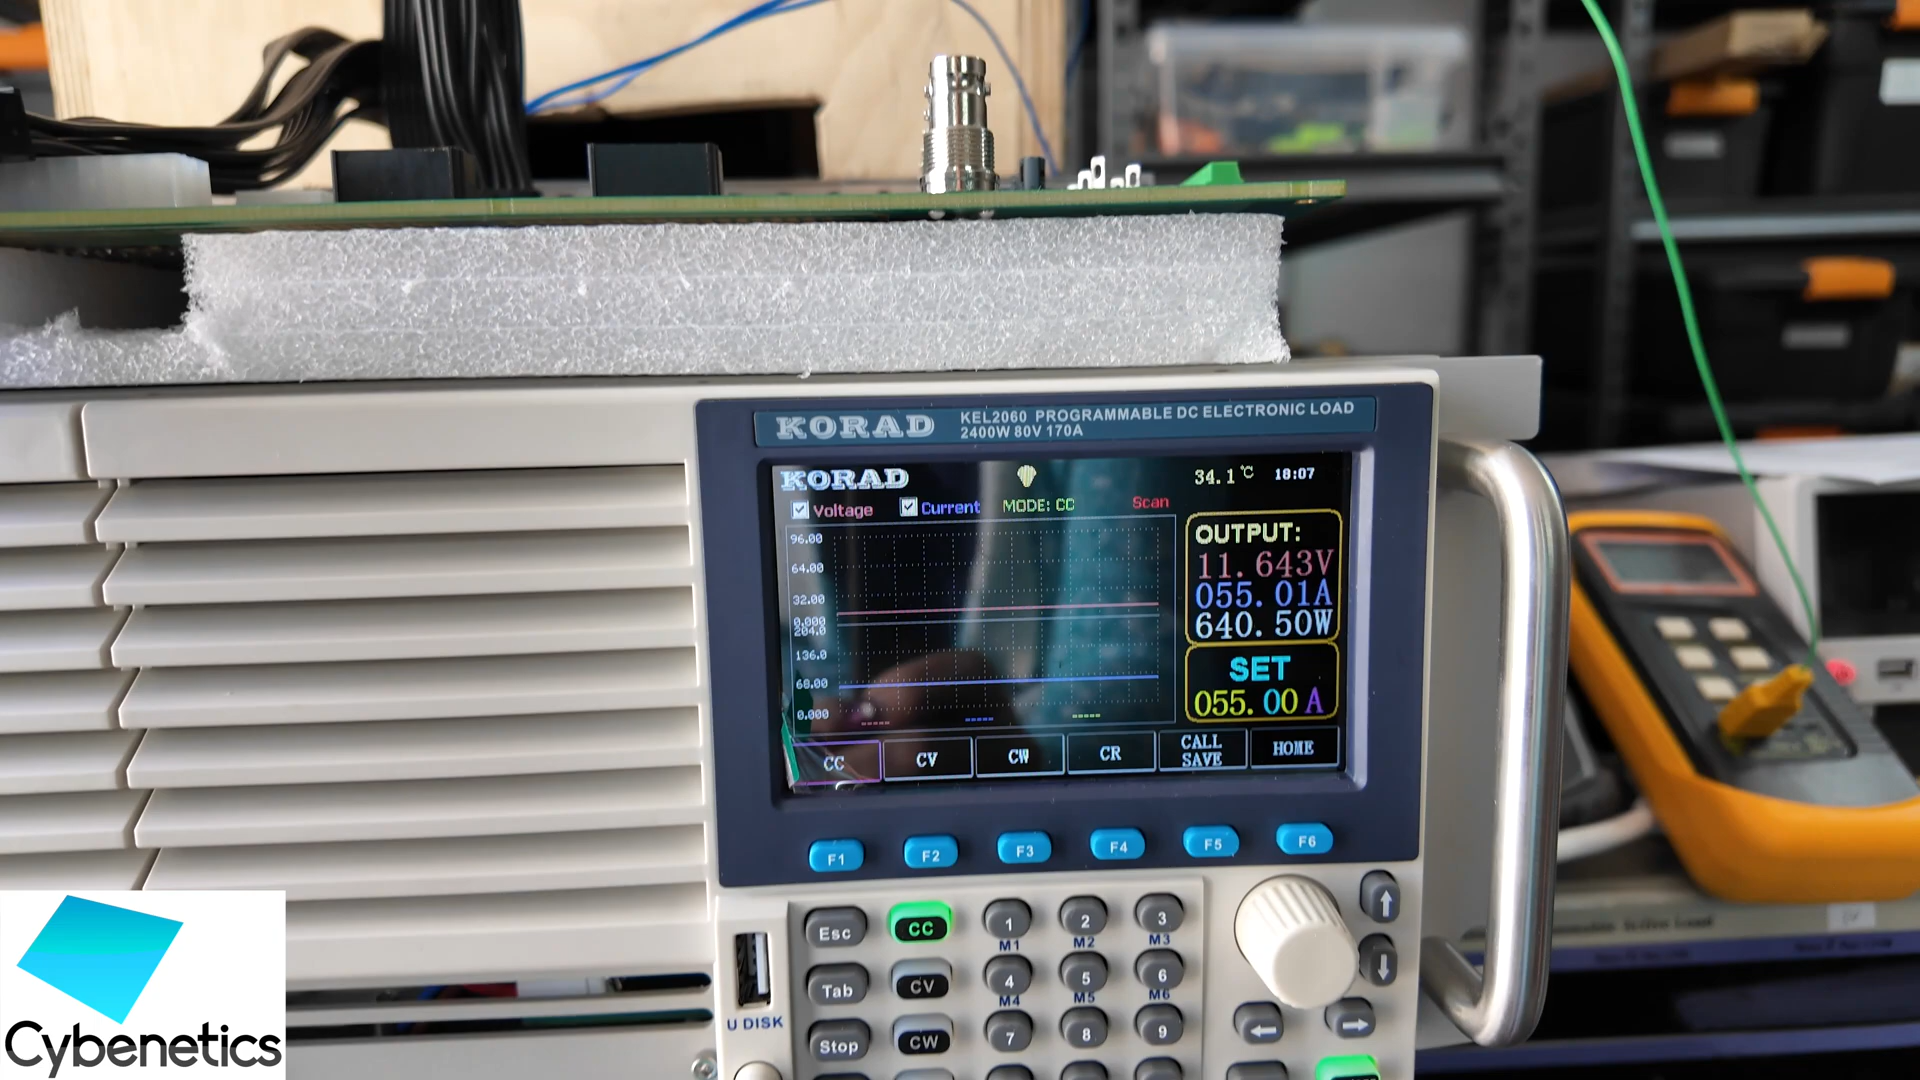 KORAD
KEL2060 PROGRAMMABLE DC ELECTRONIC LOAD
2400W 80V 170A
KORAD
34.1℃
18:07
Voltage
Current
MODE: CC
Scan
96.00
64.00
32.00
0.000
204.0
136.0
68.00
0.000
OUTPUT:
11.643V
055.01A
640.50W
SET
055.00 A
CC
CV
CW
CR
CALL
SAVE
HOME
F1
F2
F3
F4
F5
F6
Esc
CC
1
2
3
M1
M2
M3
Tab
CV
4
5
6
M4
M5
M6
U DISK
Stop
CW
7
8
9
Cybenetics